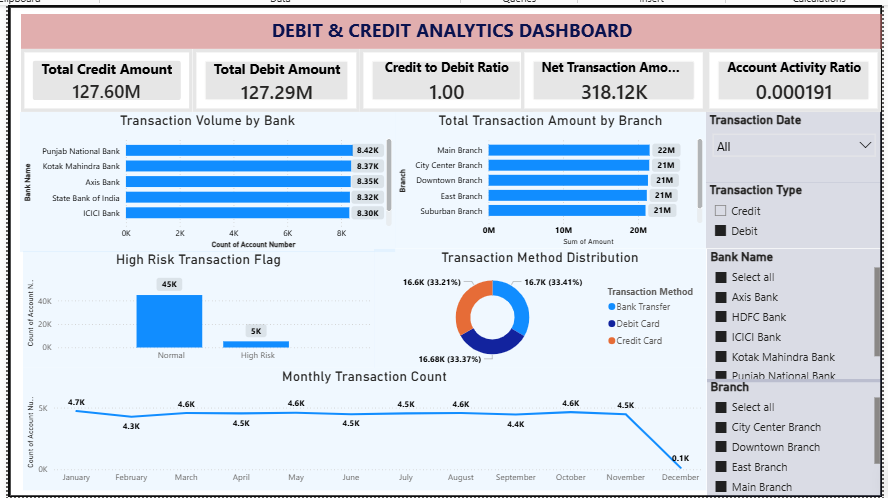 DEBIT & CREDIT ANALYTICS DASHBOARD
Total Credit Amount
127.60M
Total Debit Amount
127.29M
Credit to Debit Ratio
1.00
Net Transaction Amo...
318.12K
Account Activity Ratio
0.000191
Transaction Volume by Bank
Bank Name
Punjab National Bank 8.42K
Kotak Mahindra Bank 8.37K
Axis Bank 8.35K
State Bank of India 8.32K
ICICI Bank 8.30K
0K 2K 4K 6K 8K
Count of Account Number
Total Transaction Amount by Branch
Branch
Main Branch 22M
City Center Branch 21M
Downtown Branch 21M
East Branch 21M
Suburban Branch 21M
0M 10M 20M
Sum of Amount
Transaction Date
All
Transaction Type
Credit
Debit
High Risk Transaction Flag
Count of Account N..
40K
20K
0K
45K
5K
Normal High Risk
Transaction Method Distribution
16.6K (33.21%) 16.7K (33.41%)
16.68K (33.37%)
Transaction Method
Bank Transfer
Debit Card
Credit Card
Bank Name
Select all
Axis Bank
HDFC Bank
ICICI Bank
Kotak Mahindra Bank
Punjab National Bank
Monthly Transaction Count
Count of Account Nu..
5K
0K
4.7K 4.3K 4.6K 4.5K 4.6K 4.5K 4.5K 4.6K 4.4K 4.6K 4.5K 0.1K
January February March April May June July August September October November December
Branch
Select all
City Center Branch
Downtown Branch
East Branch
Main Branch